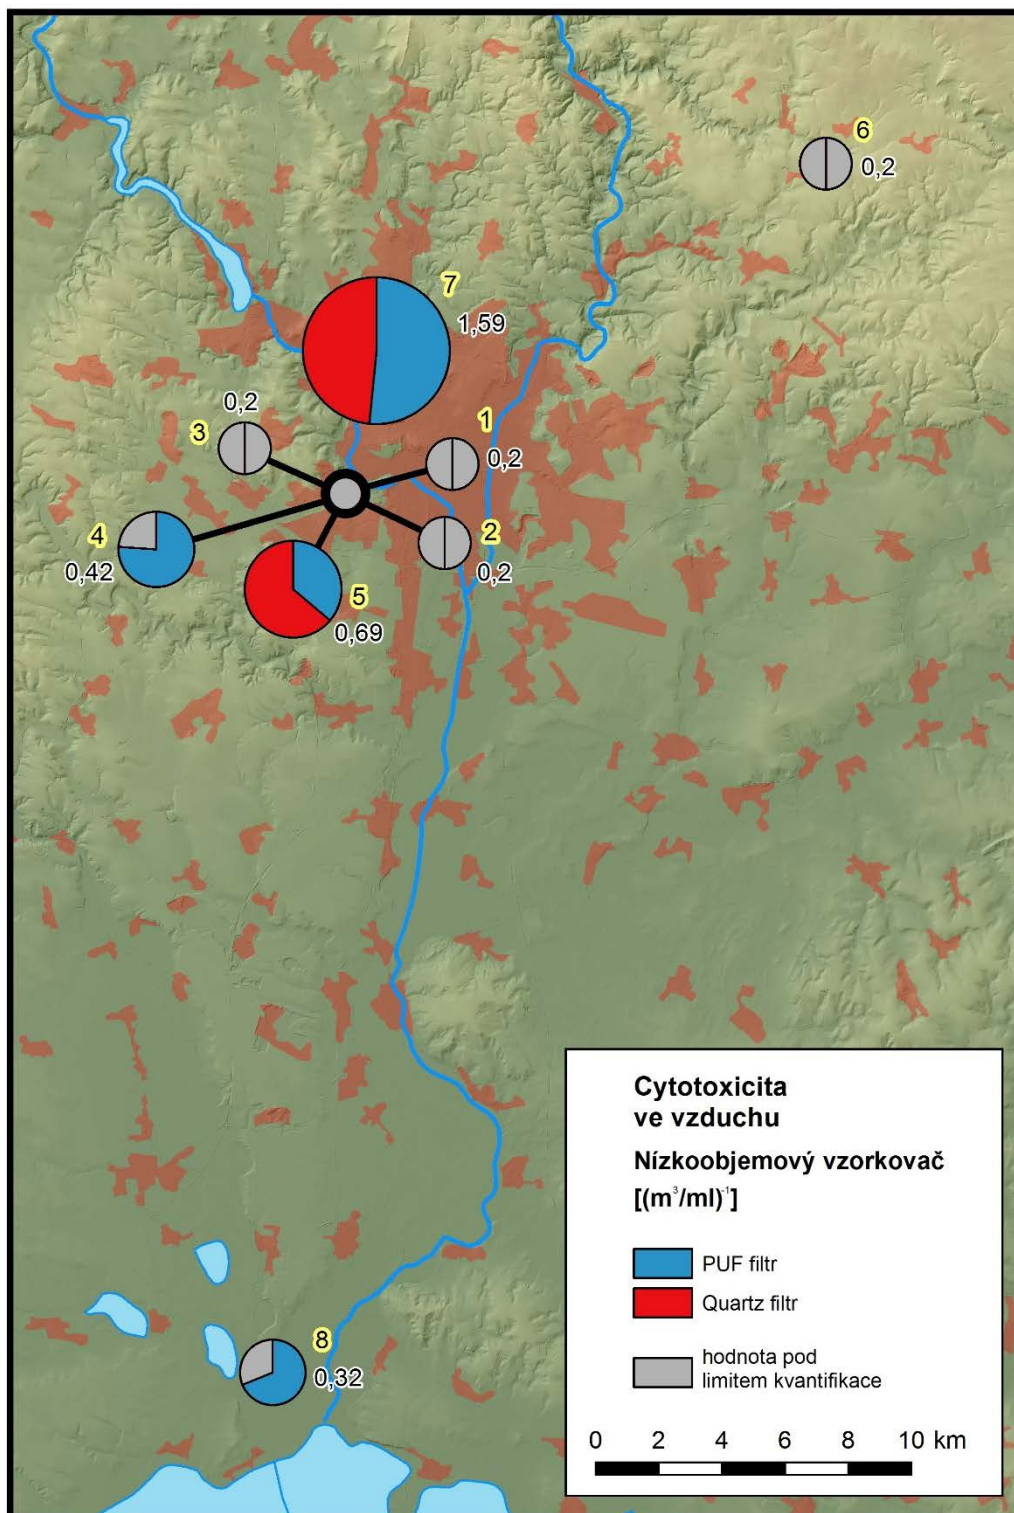 6
0,2
7
1,59
0,2
3
1
0,2
4
0,42
2
0,2
5
0,69
8
0,32
Cytotoxicita
ve vzduchu
Nízkoobjemový vzorkovač
[(m³/ml)⁻¹]
PUF filtr
Quartz filtr
hodnota pod
limitem kvantifikace
0 2 4 6 8 10 km